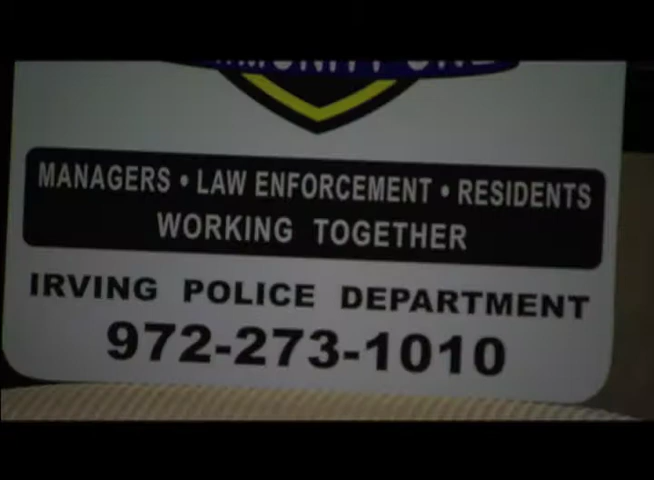 MANAGERS • LAW ENFORCEMENT • RESIDENTS
WORKING TOGETHER
IRVING POLICE DEPARTMENT
972-273-1010